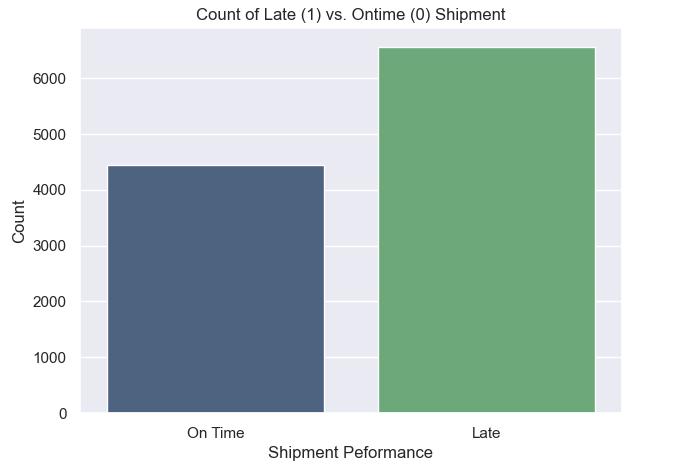 Count of Late (1) vs. Ontime (0) Shipment
6000
5000
4000
3000
2000
1000
0
Count
On Time Late
Shipment Peformance